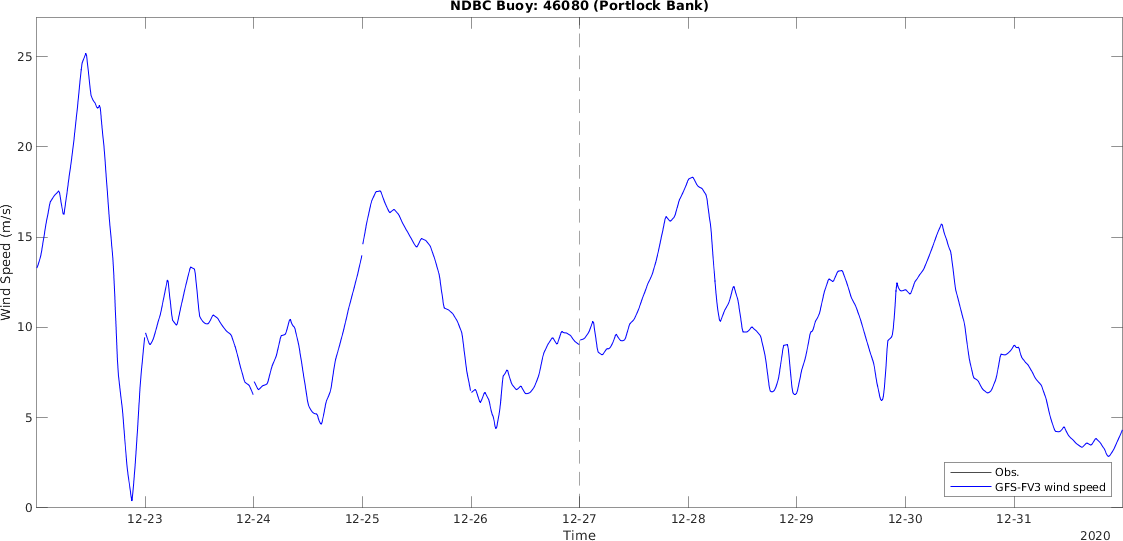 NDBC Buoy: 46080 (Portlock Bank)
25
20
15
10
5
0
Wind Speed (m/s)
12-23 12-24 12-25 12-26 12-27 12-28 12-29 12-30 12-31
Time
2020
Obs.
GFS-FV3 wind speed